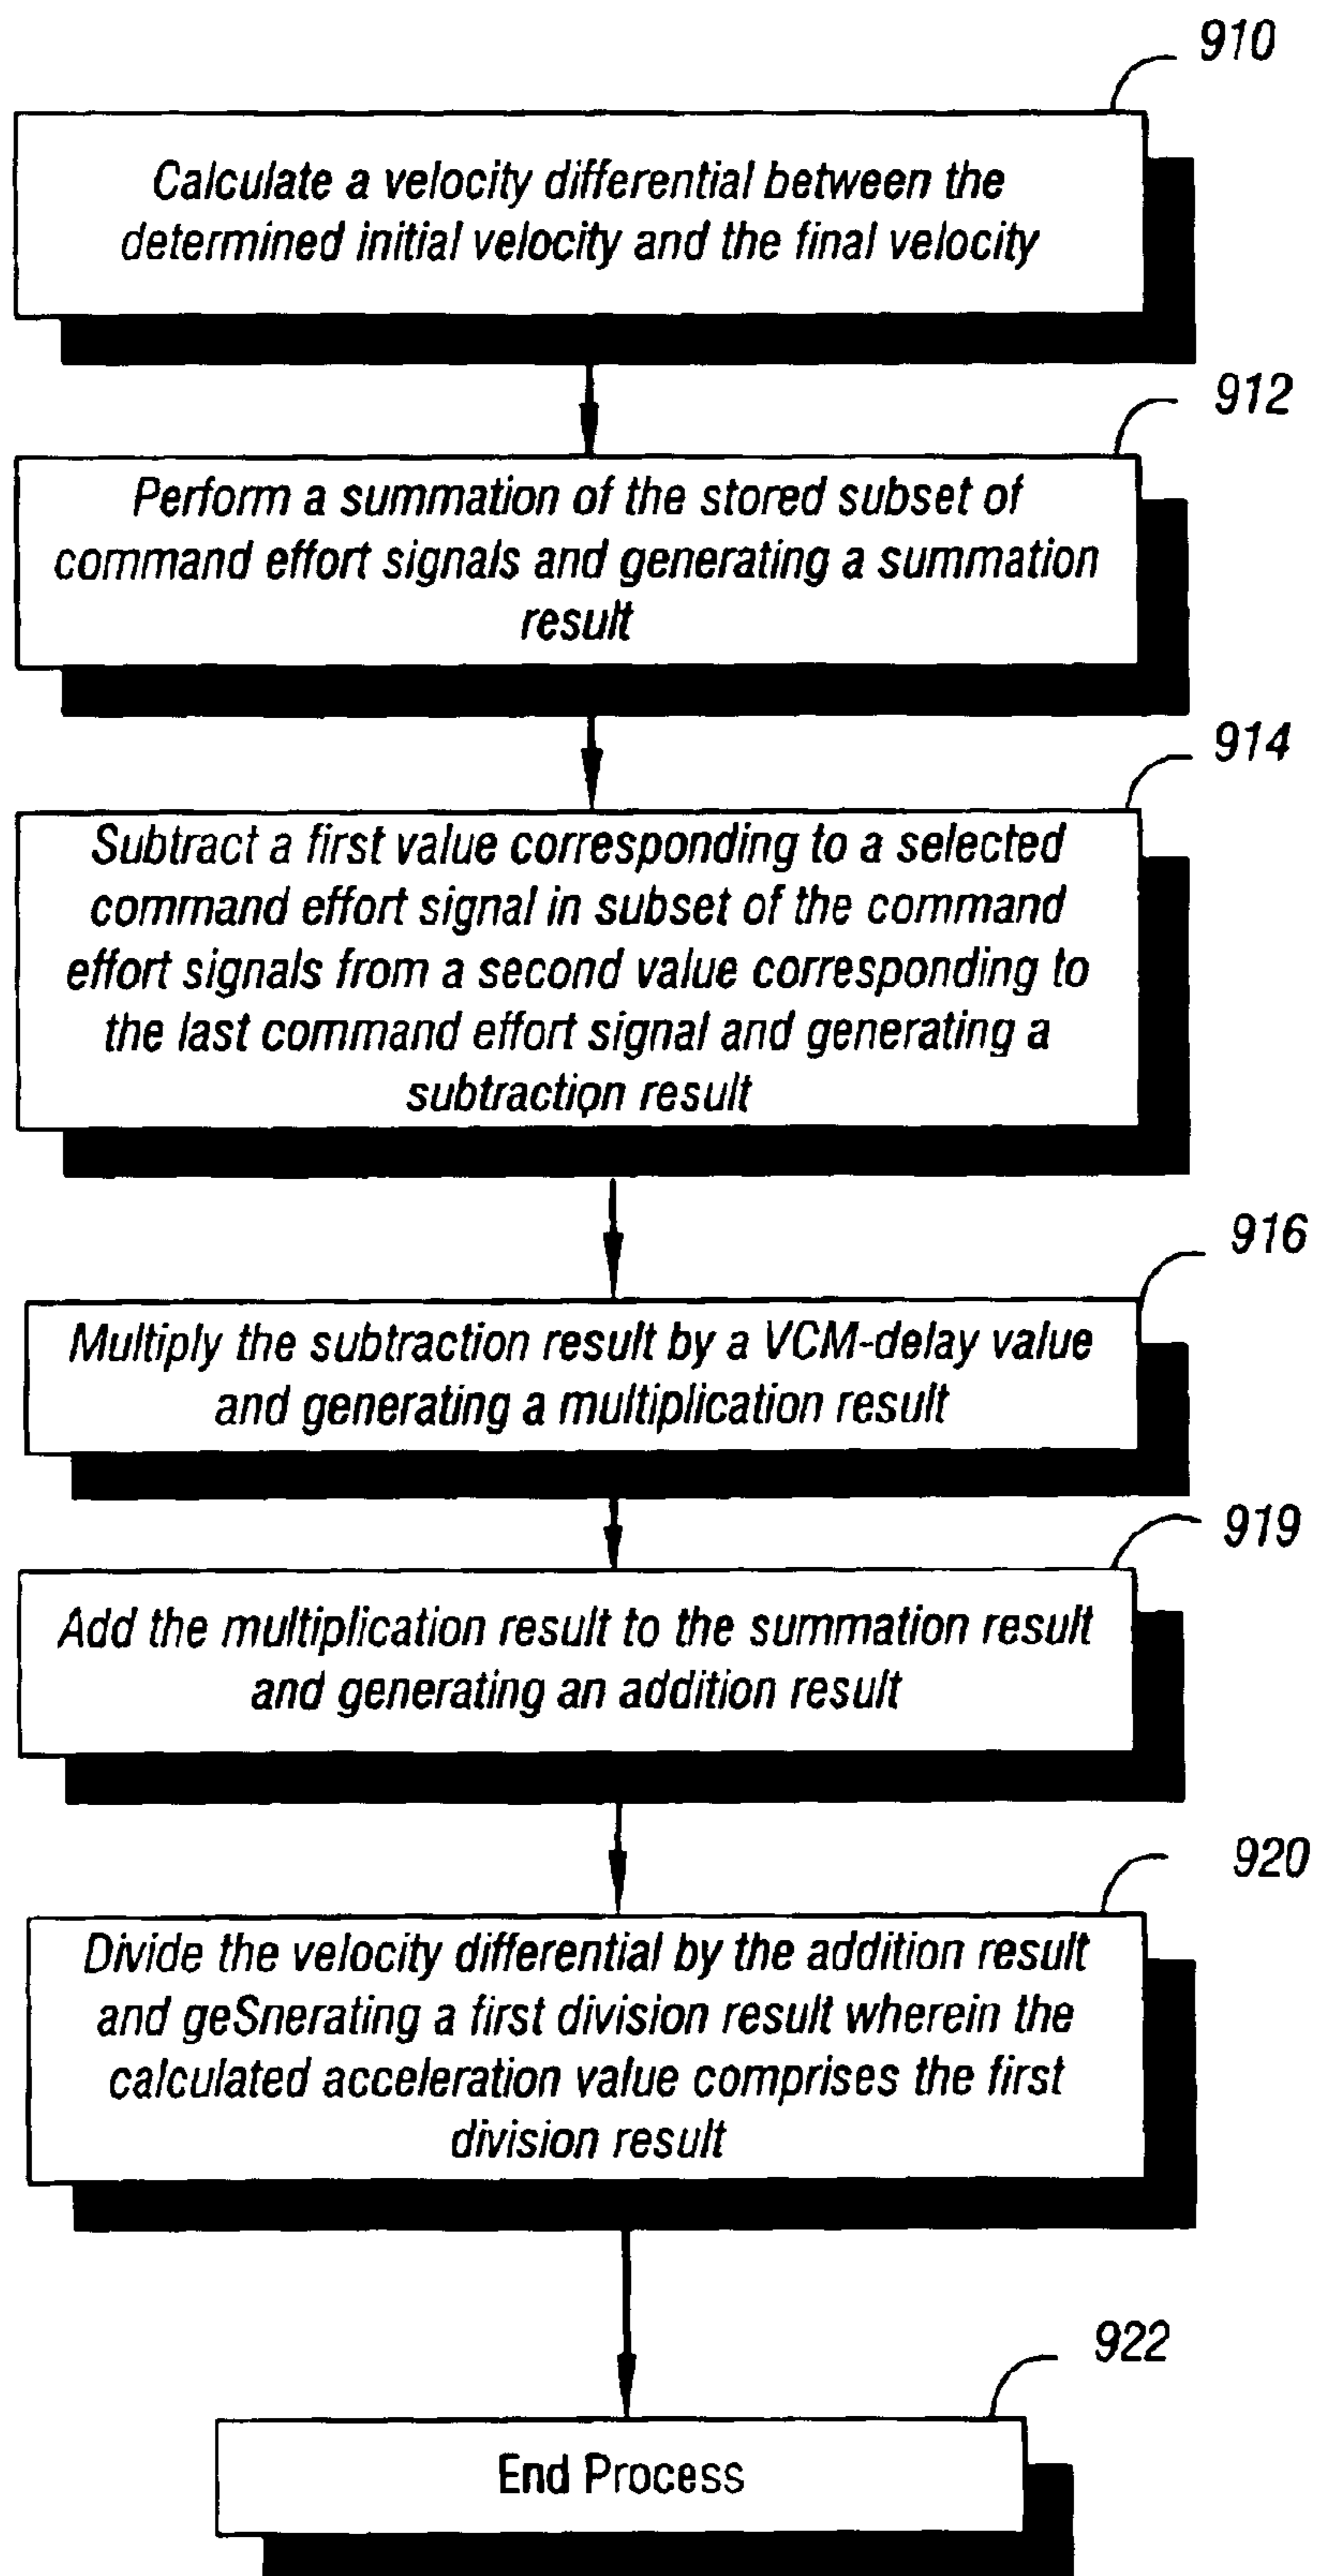 910
Calculate a velocity differential between the
determined initial velocity and the final velocity
912
Perform a summation of the stored subset of
command effort signals and generating a summation
result
914
Subtract a first value corresponding to a selected
command effort signal in subset of the command
effort signals from a second value corresponding to
the last command effort signal and generating a
subtraction result
916
Multiply the subtraction result by a VCM-delay value
and generating a multiplication result
919
Add the multiplication result to the summation result
and generating an addition result
920
Divide the velocity differential by the addition result
and geSnerating a first division result wherein the
calculated acceleration value comprises the first
division result
922
End Process